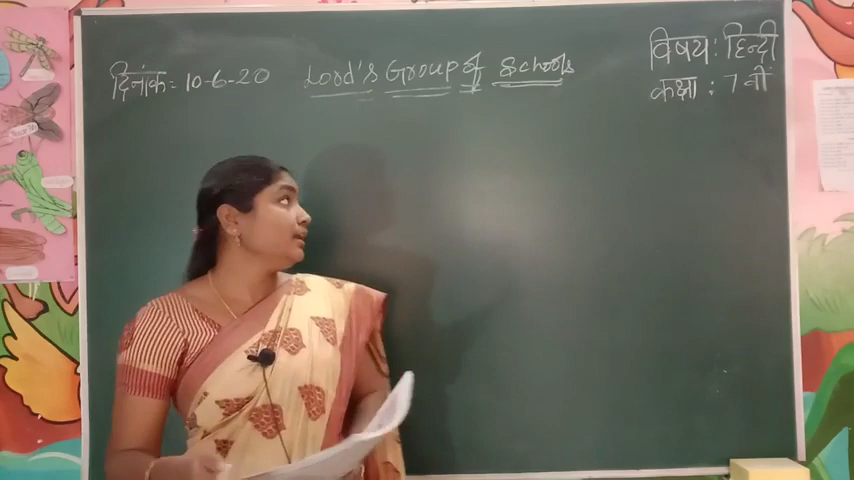 दिनांक= 10-6-20
Lord's Group of Schools
विषय: हिन्दी
कक्षा : 7 वीं